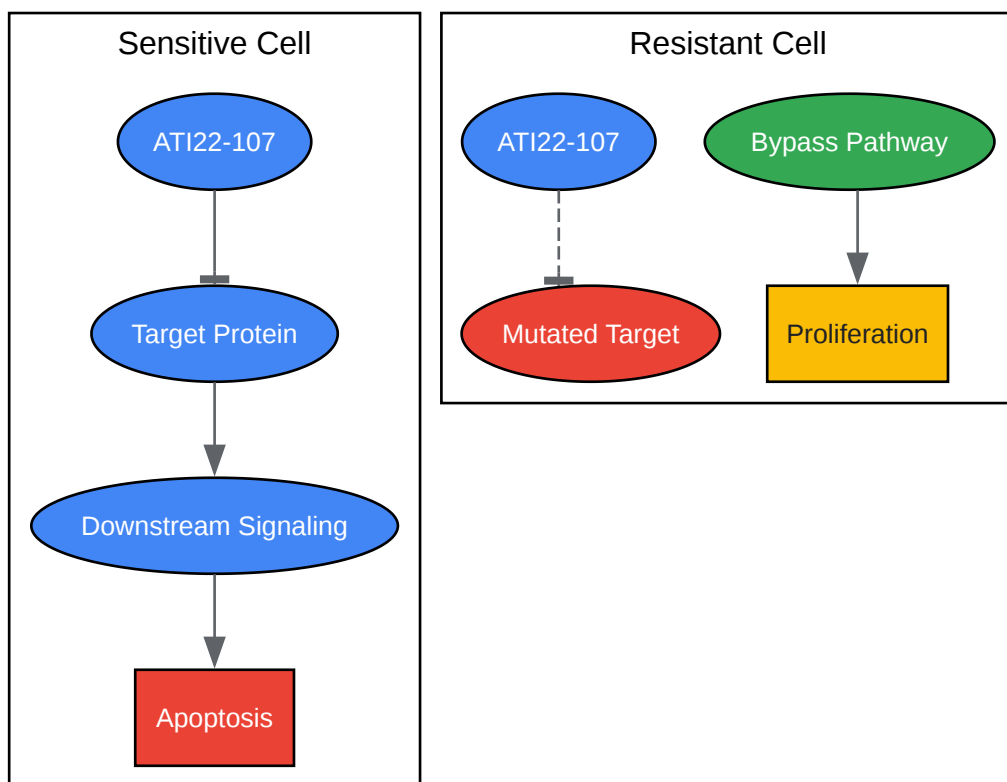 Sensitive Cell
ATI22-107
Target Protein
Downstream Signaling
Apoptosis
Resistant Cell
ATI22-107
Bypass Pathway
Mutated Target
Proliferation